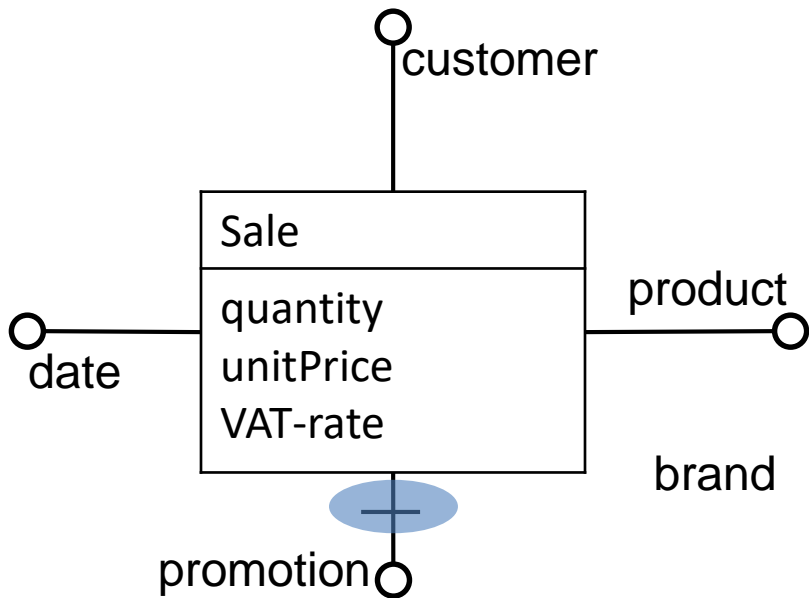 customer
Sale
product
quantity
date
unitPrice
VAT-rate
brand
promotion